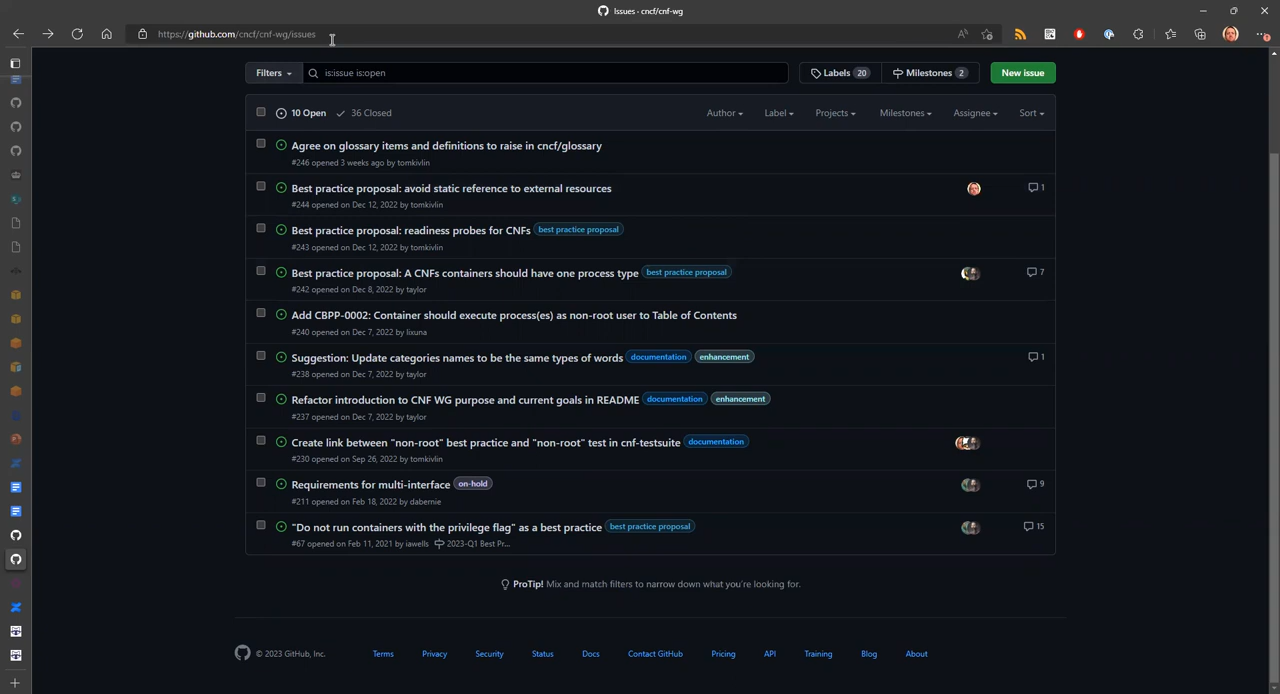 Issues · cncf/cnf-wg
https://github.com/cncf/cnf-wg/issues
Filters
is:issue is:open
Labels 20
Milestones 2
New issue
10 Open
36 Closed
Author
Label
Projects
Milestones
Assignee
Sort
Agree on glossary items and definitions to raise in cncf/glossary
#246 opened 3 weeks ago by tomkivlin
Best practice proposal: avoid static reference to external resources
1
#244 opened on Dec 12, 2022 by tomkivlin
Best practice proposal: readiness probes for CNFs best practice proposal
#243 opened on Dec 12, 2022 by tomkivlin
Best practice proposal: A CNFs containers should have one process type best practice proposal
7
#242 opened on Dec 8, 2022 by taylor
Add CBPP-0002: Container should execute process(es) as non-root user to Table of Contents
#240 opened on Dec 7, 2022 by lixuna
Suggestion: Update categories names to be the same types of words documentation enhancement
1
#238 opened on Dec 7, 2022 by taylor
Refactor introduction to CNF WG purpose and current goals in README documentation enhancement
#237 opened on Dec 7, 2022 by taylor
Create link between "non-root" best practice and "non-root" test in cnf-testsuite documentation
#230 opened on Sep 26, 2022 by tomkivlin
Requirements for multi-interface on-hold
9
#211 opened on Feb 18, 2022 by dabernie
"Do not run containers with the privilege flag" as a best practice best practice proposal
15
#67 opened on Feb 11, 2021 by iawells 2023-Q1 Best Pr...
ProTip! Mix and match filters to narrow down what you're looking for.
© 2023 GitHub, Inc.
Terms
Privacy
Security
Status
Docs
Contact GitHub
Pricing
API
Training
Blog
About